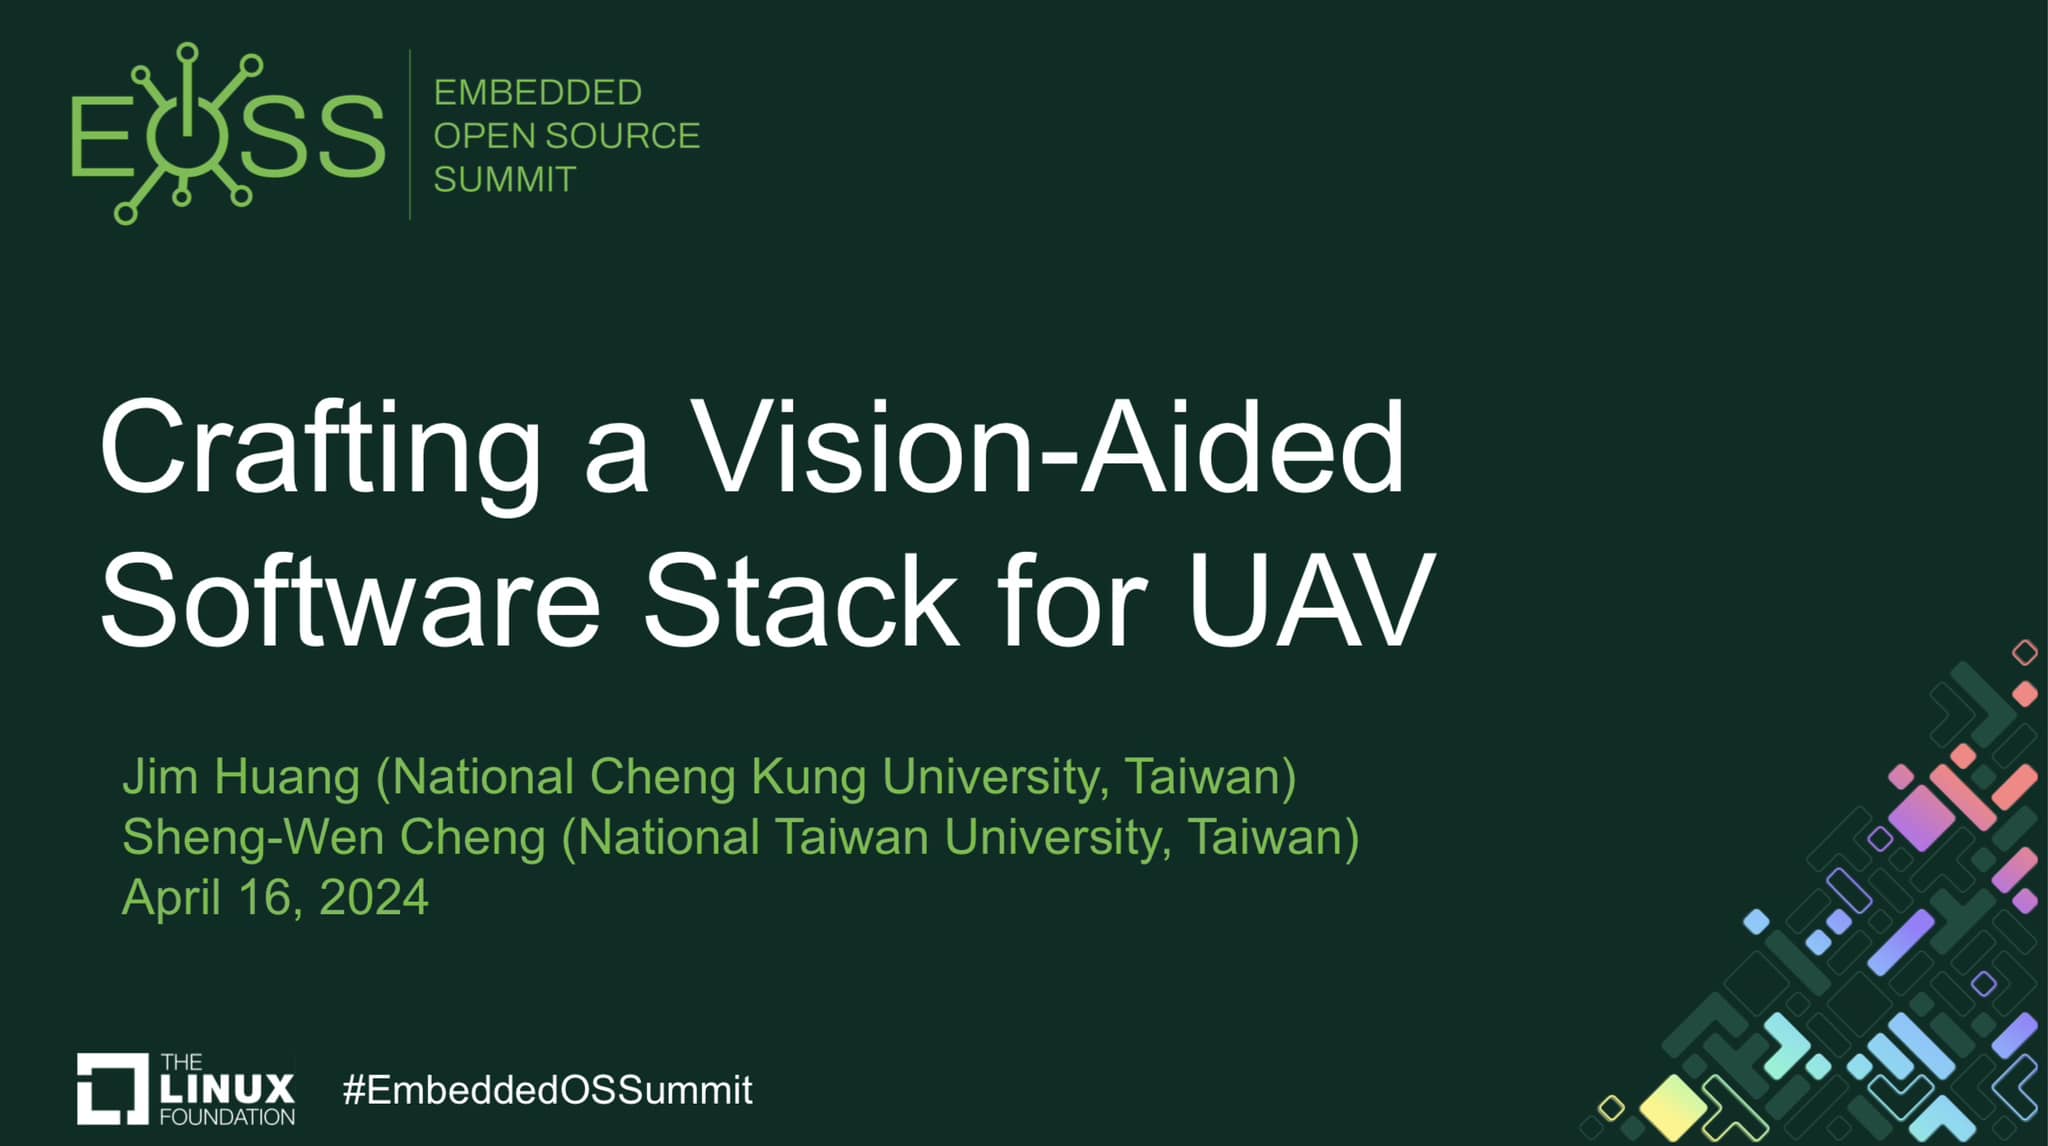 EOSS
EMBEDDED
OPEN SOURCE
SUMMIT
Crafting a Vision-Aided
Software Stack for UAV
Jim Huang (National Cheng Kung University, Taiwan)
Sheng-Wen Cheng (National Taiwan University, Taiwan)
April 16, 2024
THE
LINUX
FOUNDATION
#EmbeddedOSSummit